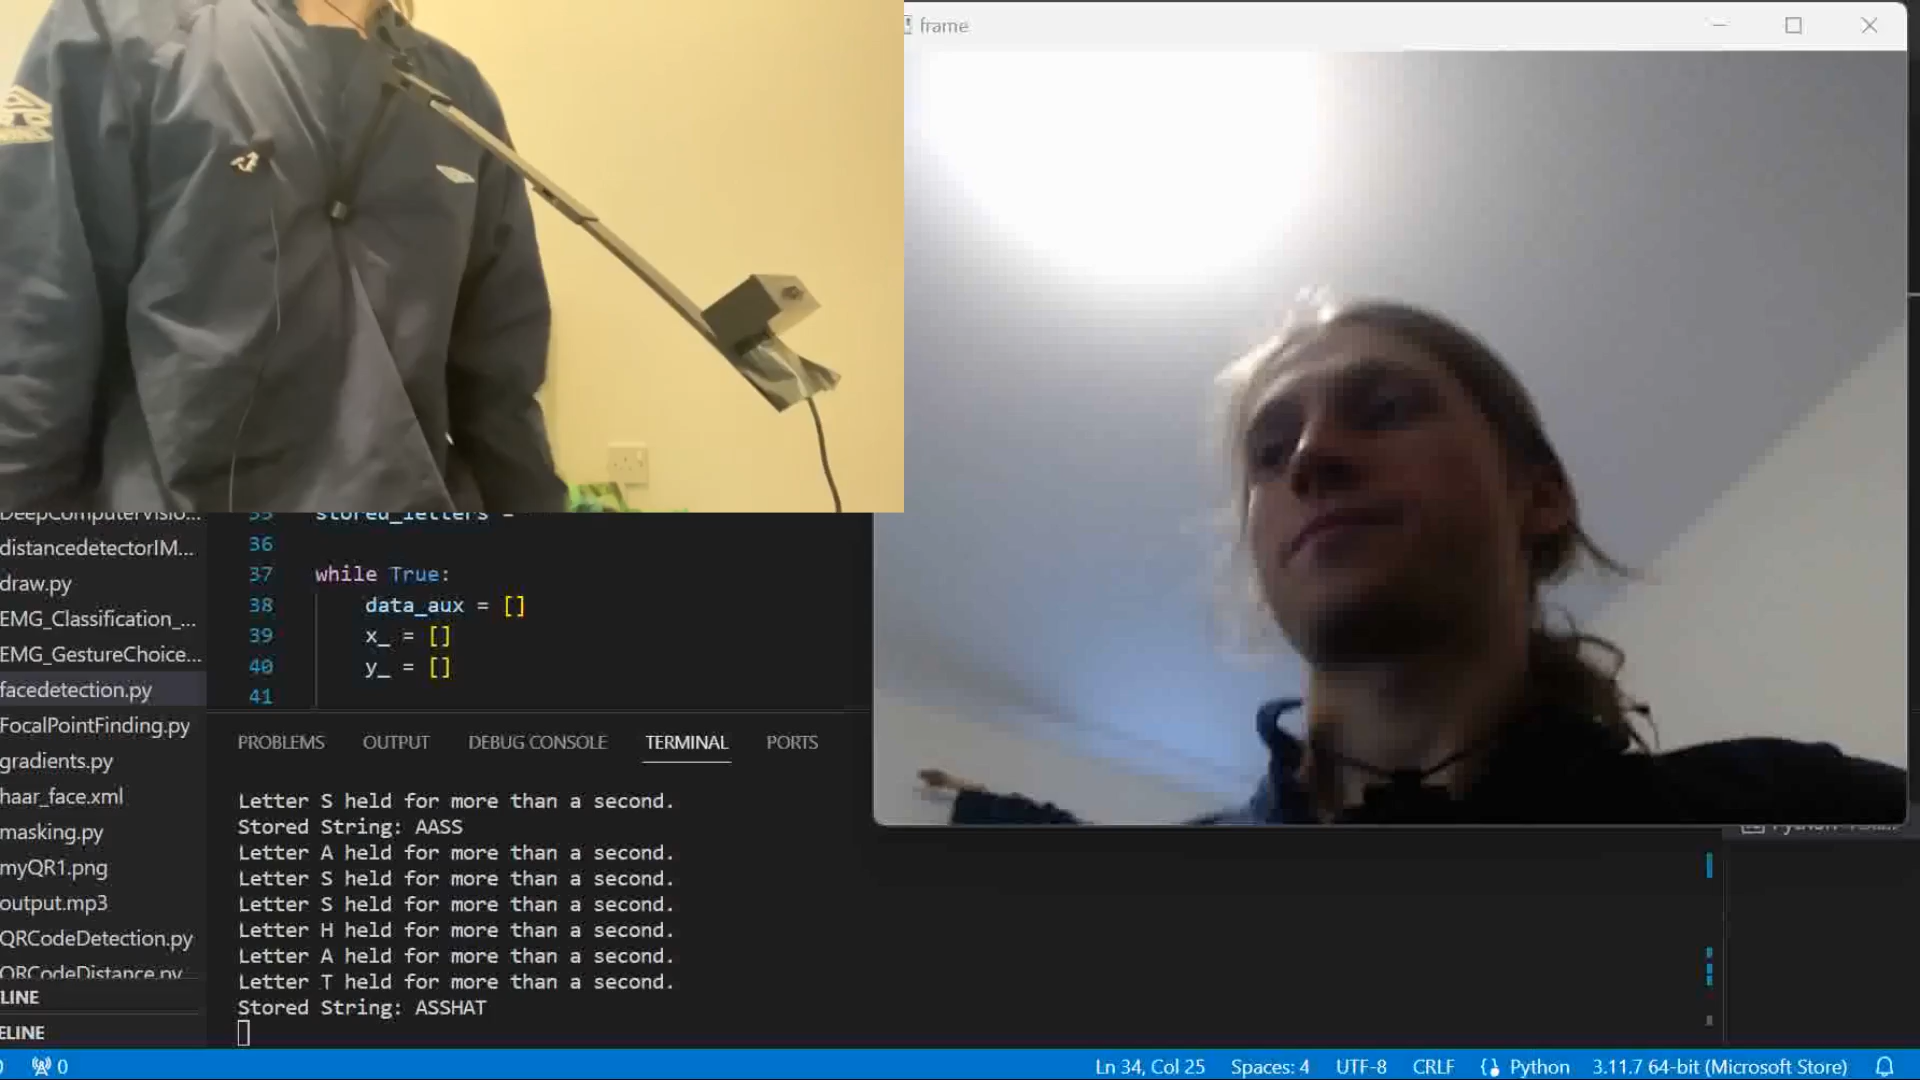 frame
DeepComputerVisio...
distancedetectorIM...
draw.py
EMG_Classification_...
EMG_GestureChoice...
facedetection.py
FocalPointFinding.py
gradients.py
haar_face.xml
masking.py
myQR1.png
output.mp3
QRCodeDetection.py
QRCodeDistance.py
LINE
ELINE
35 stored_letters =
36
37 while True:
38 data_aux = []
39 x_ = []
40 y_ = []
41
PROBLEMS OUTPUT DEBUG CONSOLE TERMINAL PORTS
Letter S held for more than a second.
Stored String: AASS
Letter A held for more than a second.
Letter S held for more than a second.
Letter S held for more than a second.
Letter H held for more than a second.
Letter A held for more than a second.
Letter T held for more than a second.
Stored String: ASSHAT
0 Ln 34, Col 25 Spaces: 4 UTF-8 CRLF Python 3.11.7 64-bit (Microsoft Store)